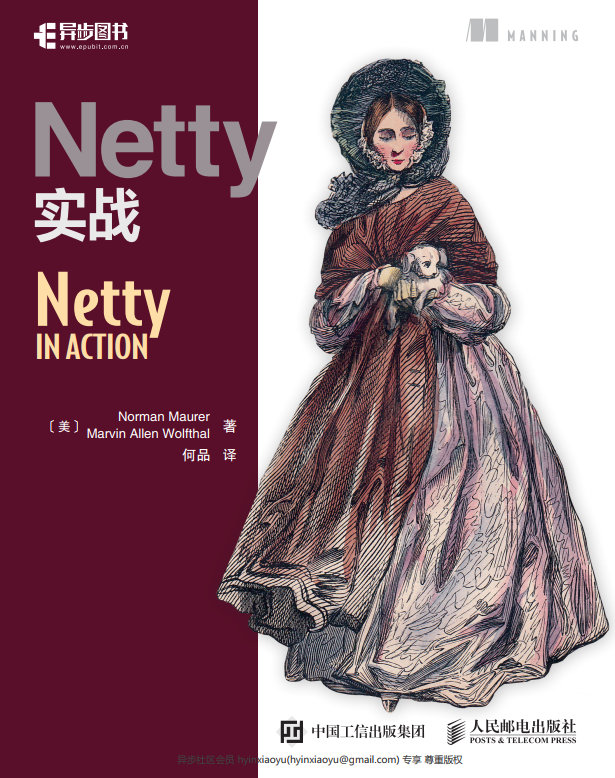 异步图书
www.epubit.com.cn
MANNING
Netty
实战
Netty
IN ACTION
〔美〕 Norman Maurer
Marvin Allen Wolfthal 著
何品 译
中国工信出版集团
人民邮电出版社
POSTS & TELECOM PRESS
异步社区会员 hyinxiaoyu(hyinxiaoyu@gmail.com) 专享 尊重版权